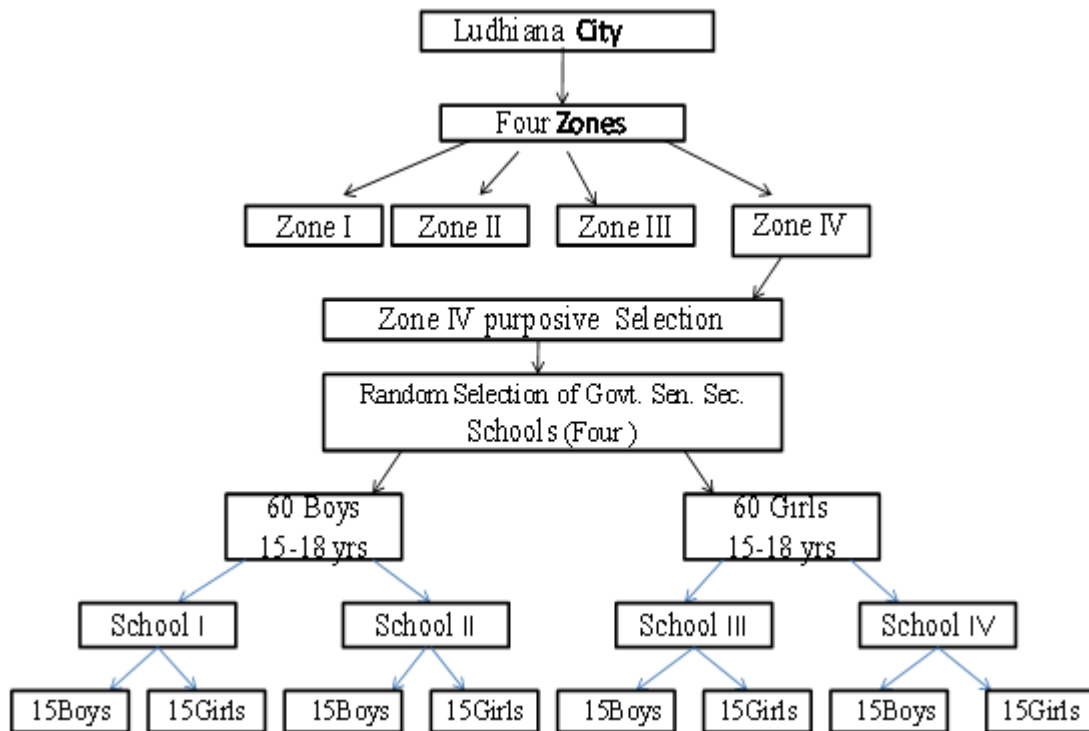 Ludhiana City
Four Zones
Zone I
Zone II
Zone III
Zone IV
Zone IV purposive Selection
Random Selection of Govt. Sen. Sec.
Schools (Four )
60 Boys
15-18 yrs
60 Girls
15-18 yrs
School I
School II
School III
School IV
15Boys
15Girls
15Boys
15Girls
15Boys
15Girls
15Boys
15Girls